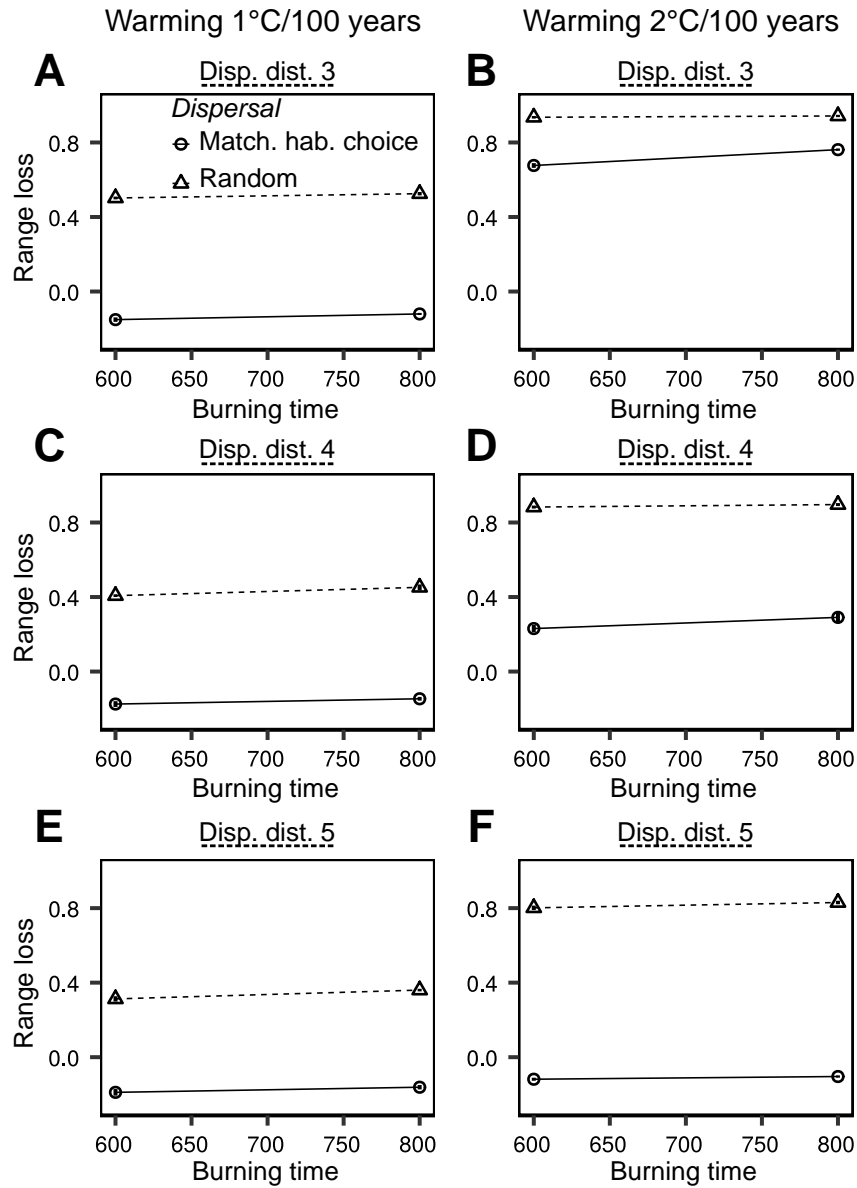 Warming 1°C/100 years
Warming 2°C/100 years
A
Disp. dist. 3
Dispersal
Match. hab. choice
Random
Range loss
0.8
0.4
0.0
600 650 700 750 800
Burning time
B
Disp. dist. 3
0.8
0.4
0.0
600 650 700 750 800
Burning time
C
Disp. dist. 4
Range loss
0.8
0.4
0.0
600 650 700 750 800
Burning time
D
Disp. dist. 4
0.8
0.4
0.0
600 650 700 750 800
Burning time
E
Disp. dist. 5
Range loss
0.8
0.4
0.0
600 650 700 750 800
Burning time
F
Disp. dist. 5
0.8
0.4
0.0
600 650 700 750 800
Burning time